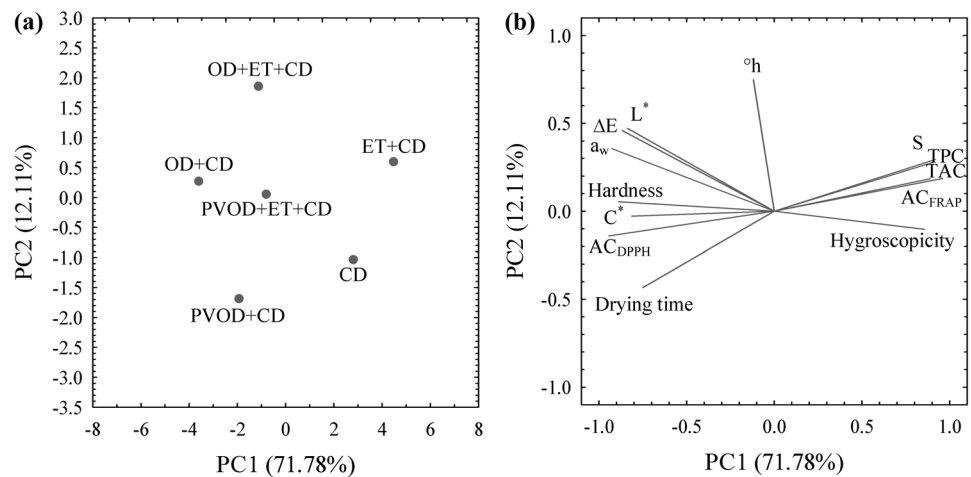 (a)
3.0
2.5
2.0
1.5
1.0
0.5
0.0
-0.5
-1.0
-1.5
-2.0
-2.5
-3.0
-3.5
PC2 (12.11%)
OD+ET+CD
ET+CD
OD+CD
PVOD+ET+CD
CD
PVOD+CD
-8 -6 -4 -2 0 2 4 6 8
PC1 (71.78%)
(b)
1.0
0.5
0.0
-0.5
-1.0
PC2 (12.11%)
°h
L*
ΔE
aw
S
TPC
TAC
Hardness
ACFRAP
C*
Hygroscopicity
ACDPPH
Drying time
-1.0 -0.5 0.0 0.5 1.0
PC1 (71.78%)